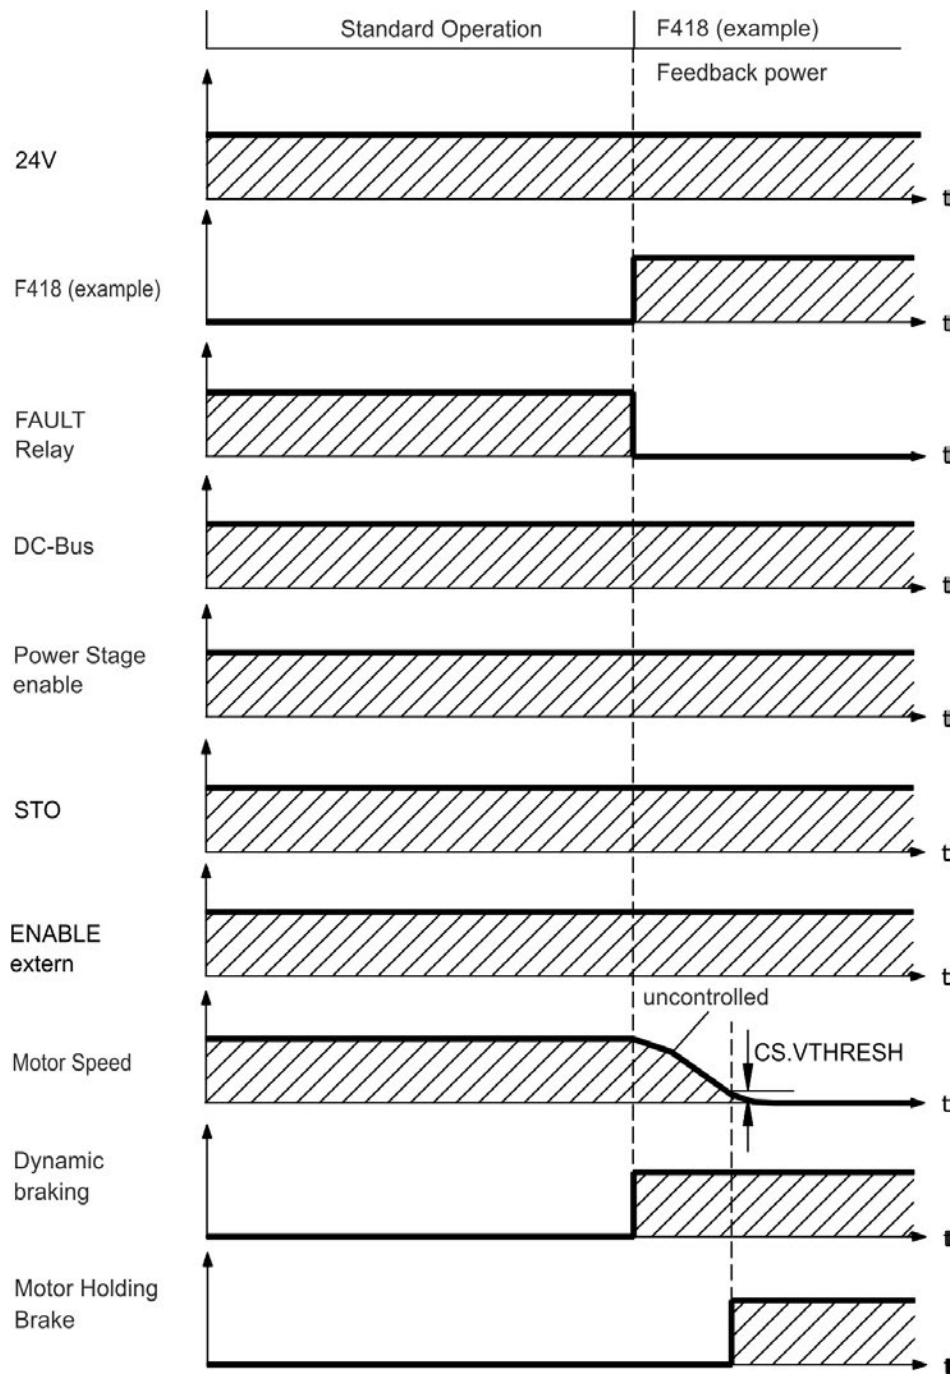 Standard Operation
F418 (example)
Feedback power
24V
t
F418 (example)
t
FAULT
Relay
t
DC-Bus
t
Power Stage
enable
t
STO
t
ENABLE
extern
t
uncontrolled
CS.VTHRESH
Motor Speed
t
Dynamic
braking
t
Motor Holding
Brake
t